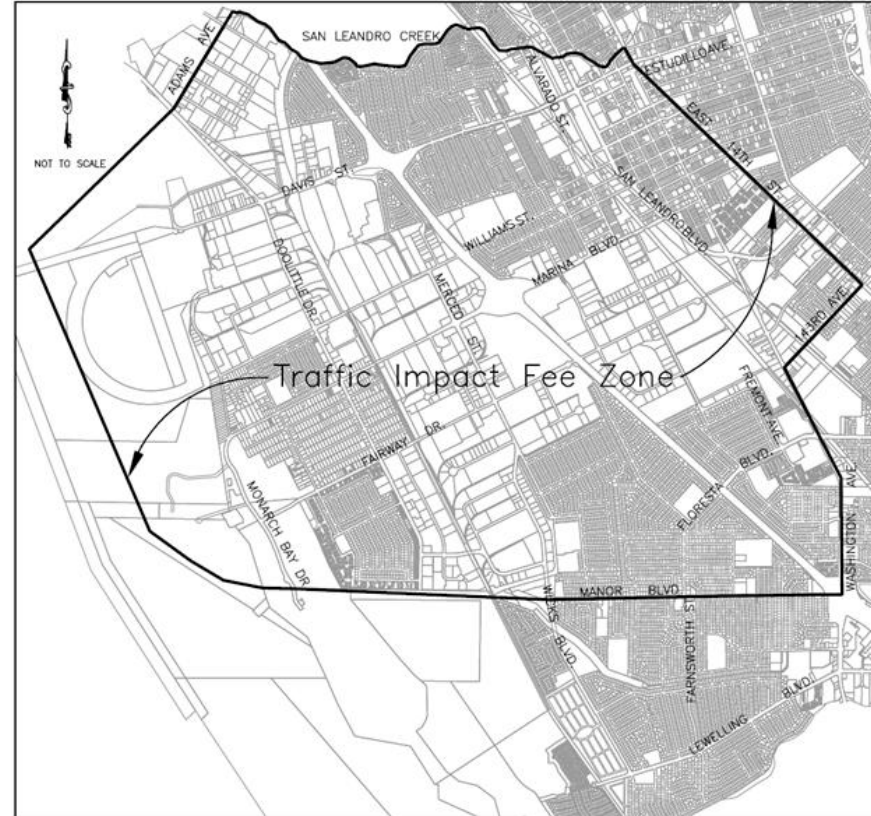 SAN LEANDRO CREEK
ADAMS AVE
ESTUDILLO AVE.
ALVARADO ST.
EAST 14TH ST.
NOT TO SCALE
DAVIS ST
SAN LEANDRO BLVD.
WILLIAMS ST.
DOOLITTLE DR.
MERCED ST.
MARINA BLVD.
143RD AVE.
Traffic Impact Fee Zone
FREMONT AVE.
FAIRWAY DR.
FLORESTA BLVD.
MONARCH BAY DR.
WASHINGTON AVE.
WICKS BLVD.
MANOR BLVD.
FARNSWORTH ST.
LEWELLING BLVD.